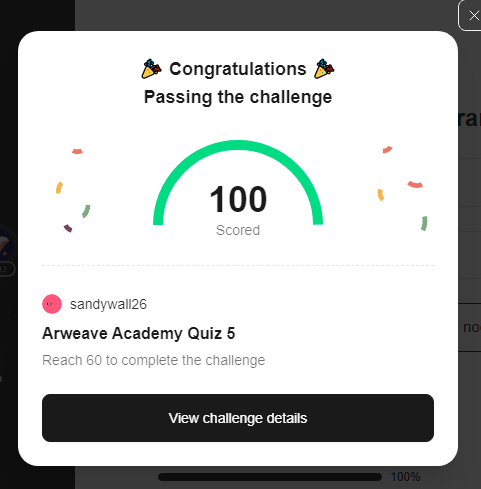 Congratulations
Passing the challenge
100
Scored
sandywall26
Arweave Academy Quiz 5
Reach 60 to complete the challenge
View challenge details
100%